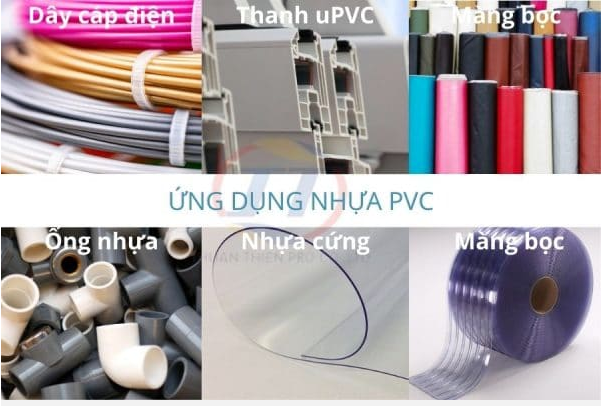 Dây cáp điện
Thanh uPVC
Màng bọc
ỨNG DỤNG NHỰA PVC
Ống nhựa
Nhựa cứng
Màng bọc